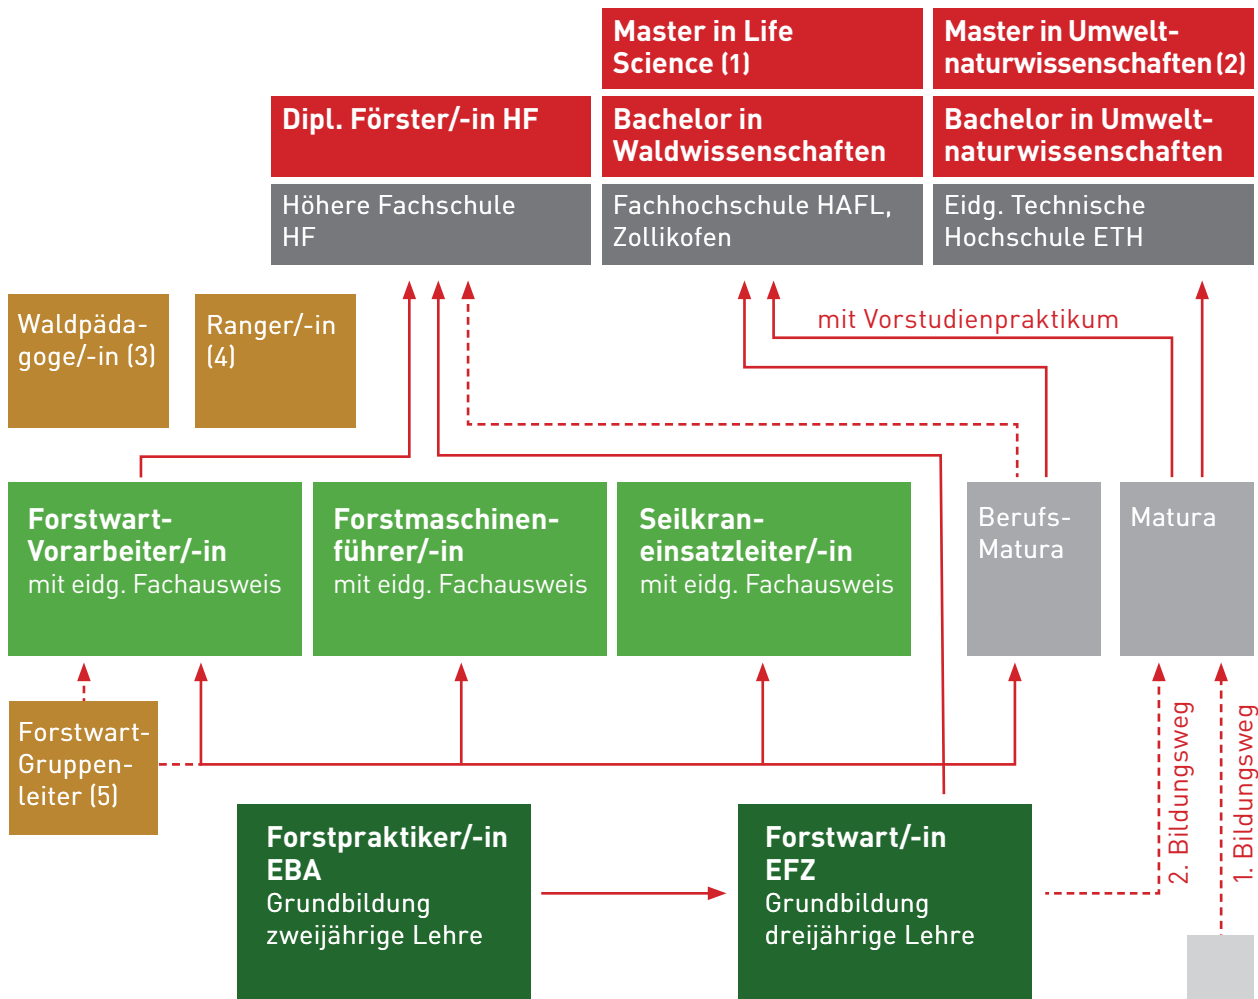 Master in Life
Science (1)
Master in Umwelt-
naturwissenschaften (2)
Dipl. Förster/-in HF
Bachelor in
Waldwissenschaften
Bachelor in Umwelt-
naturwissenschaften
Höhere Fachschule
HF
Fachhochschule HAFL,
Zollikofen
Eidg. Technische
Hochschule ETH
Waldpäda-
goge/-in (3)
Ranger/-in
(4)
mit Vorstudienpraktikum
Forstwart-
Vorarbeiter/-in
mit eidg. Fachausweis
Forstmaschinen-
führer/-in
mit eidg. Fachausweis
Seilkran-
einsatzleiter/-in
mit eidg. Fachausweis
Berufs-
Matura
Matura
Forstwart-
Gruppen-
leiter (5)
Forstpraktiker/-in
EBA
Grundbildung
zweijährige Lehre
Forstwart/-in
EFZ
Grundbildung
dreijährige Lehre
2. Bildungsweg
1. Bildungsweg